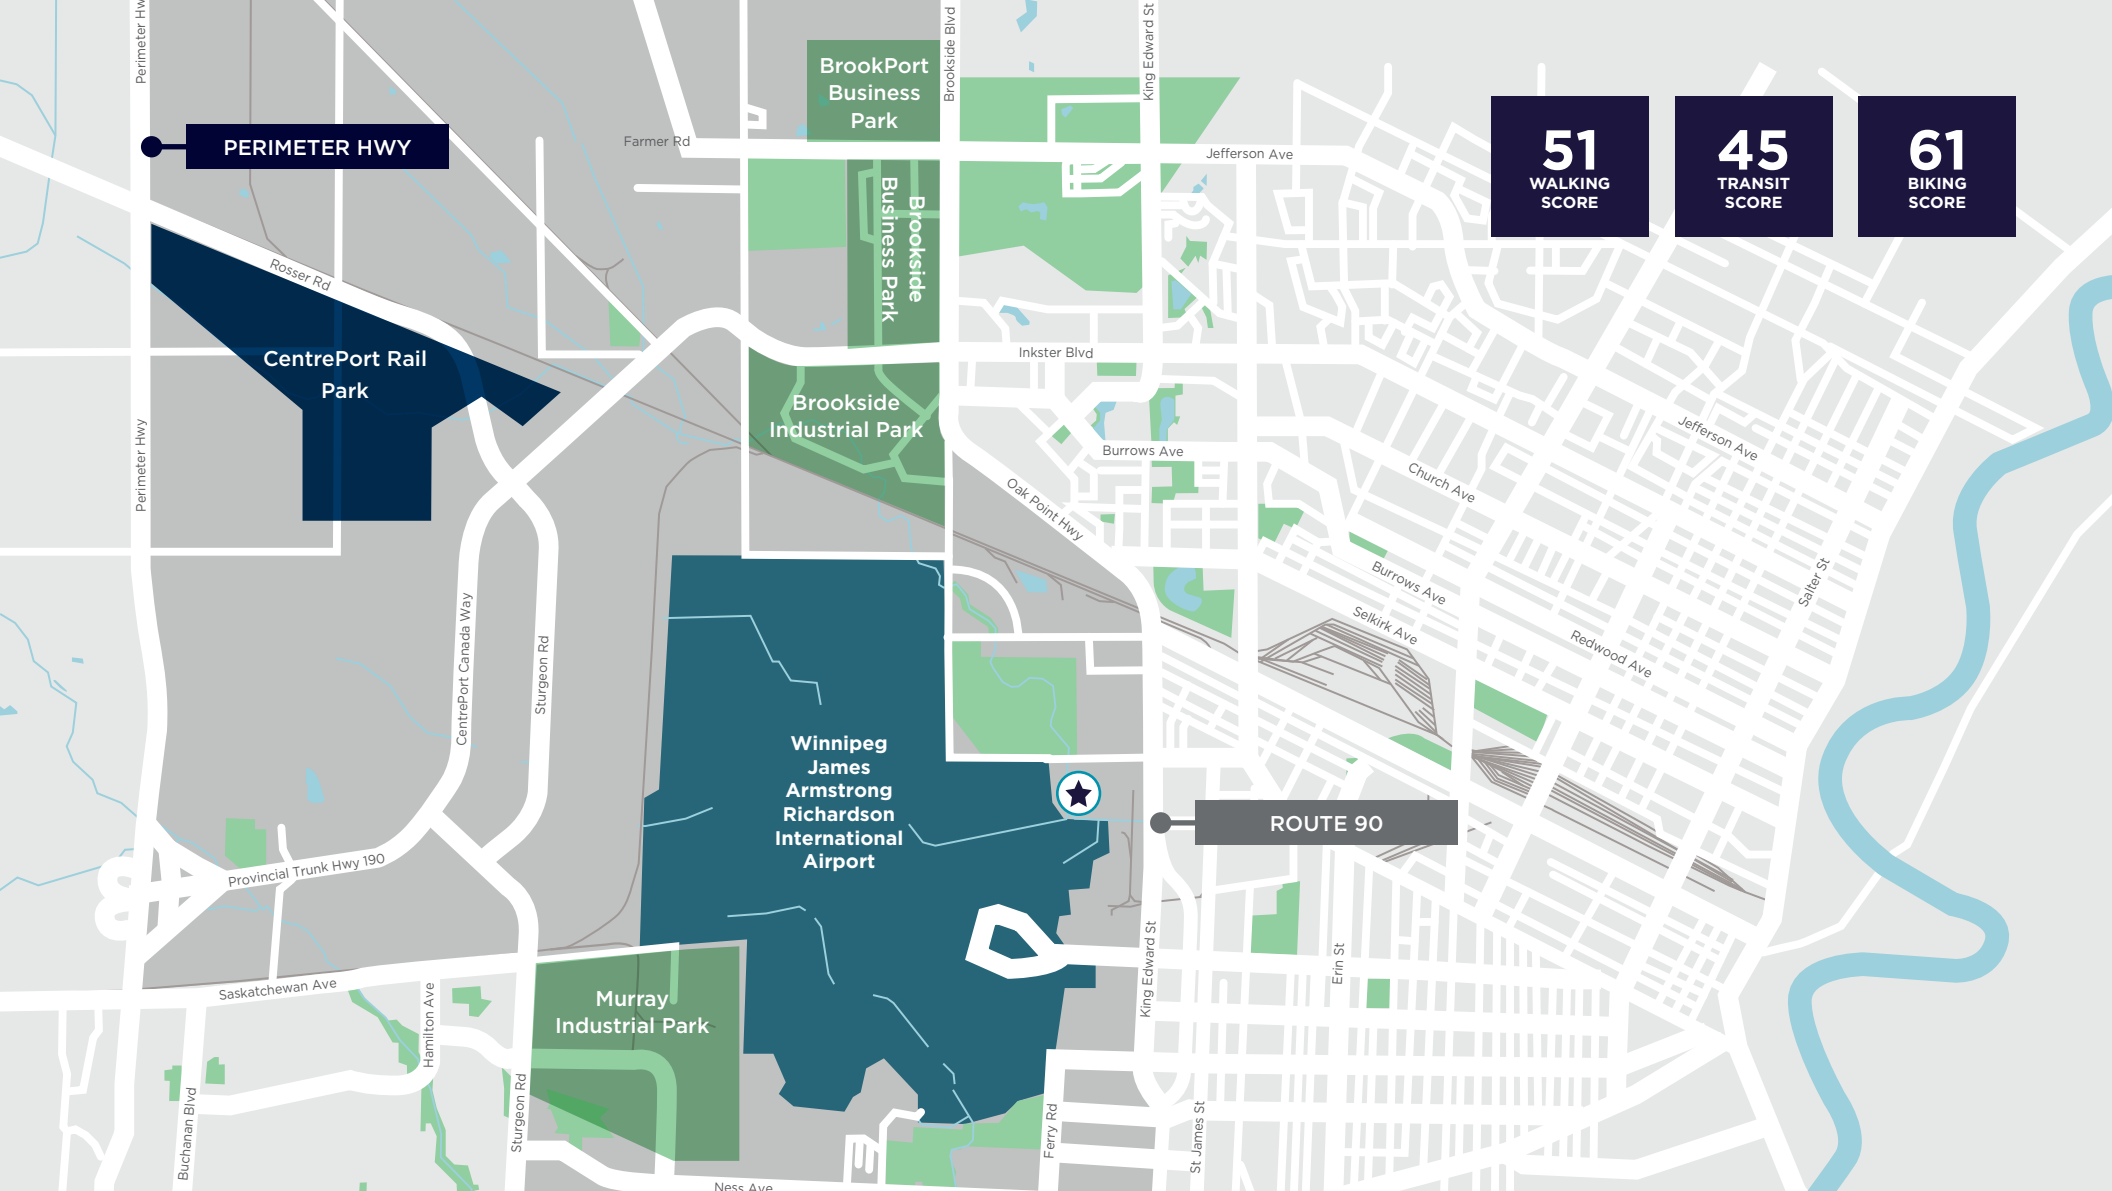 Perimeter Hw
Brookside Blvd
King Edward St
BrookPort
Business
Park
PERIMETER HWY
Farmer Rd
Jefferson Ave
51
WALKING
SCORE
45
TRANSIT
SCORE
61
BIKING
SCORE
Brookside
Business Park
Rosser Rd
CentrePort Rail
Park
Inkster Blvd
Brookside
Industrial Park
Perimeter Hwy
Burrows Ave
Jefferson Ave
Church Ave
Oak Point Hwy
Burrows Ave
Salter St
Selkirk Ave
Redwood Ave
CentrePort Canada Way
Sturgeon Rd
Winnipeg
James
Armstrong
Richardson
International
Airport
ROUTE 90
Provincial Trunk Hwy 190
King Edward St
Erin St
Saskatchewan Ave
Hamilton Ave
Murray
Industrial Park
Buchanan Blvd
Sturgeon Rd
Ferry Rd
St James St
Ness Ave